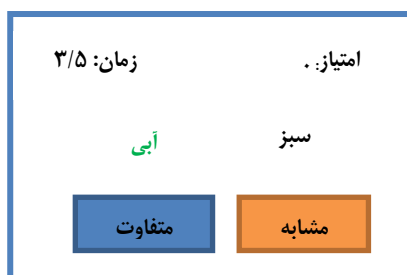 امتیاز: ۰ زمان: ۳/۵
سبز آبی
مشابه متفاوت